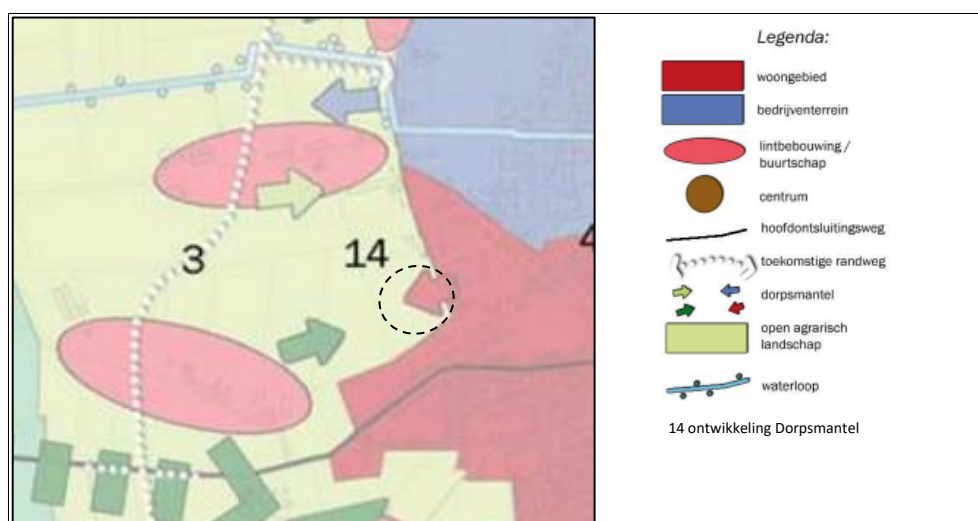 3
14
4
Legenda:
woongebied
bedrijventerrein
lintbebouwing /
buurtschap
centrum
hoofdontsluitingsweg
toekomstige randweg
dorpsmantel
open agrarisch
landschap
waterloop
14 ontwikkeling Dorpsmantel